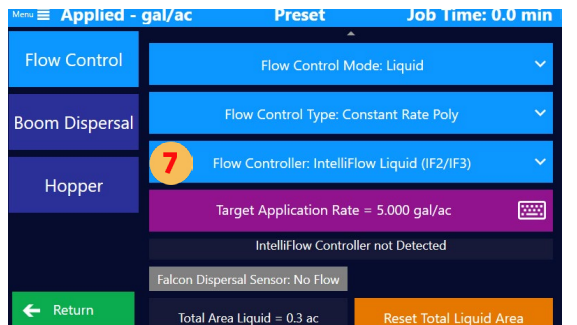 Menu ≡ Applied - gal/ac Preset Job Time: 0.0 min
Flow Control
Flow Control Mode: Liquid
Boom Dispersal
Flow Control Type: Constant Rate Poly
7
Flow Controller: IntelliFlow Liquid (IF2/IF3)
Hopper
Target Application Rate = 5.000 gal/ac
IntelliFlow Controller not Detected
Falcon Dispersal Sensor: No Flow
Return
Total Area Liquid = 0.3 ac
Reset Total Liquid Area